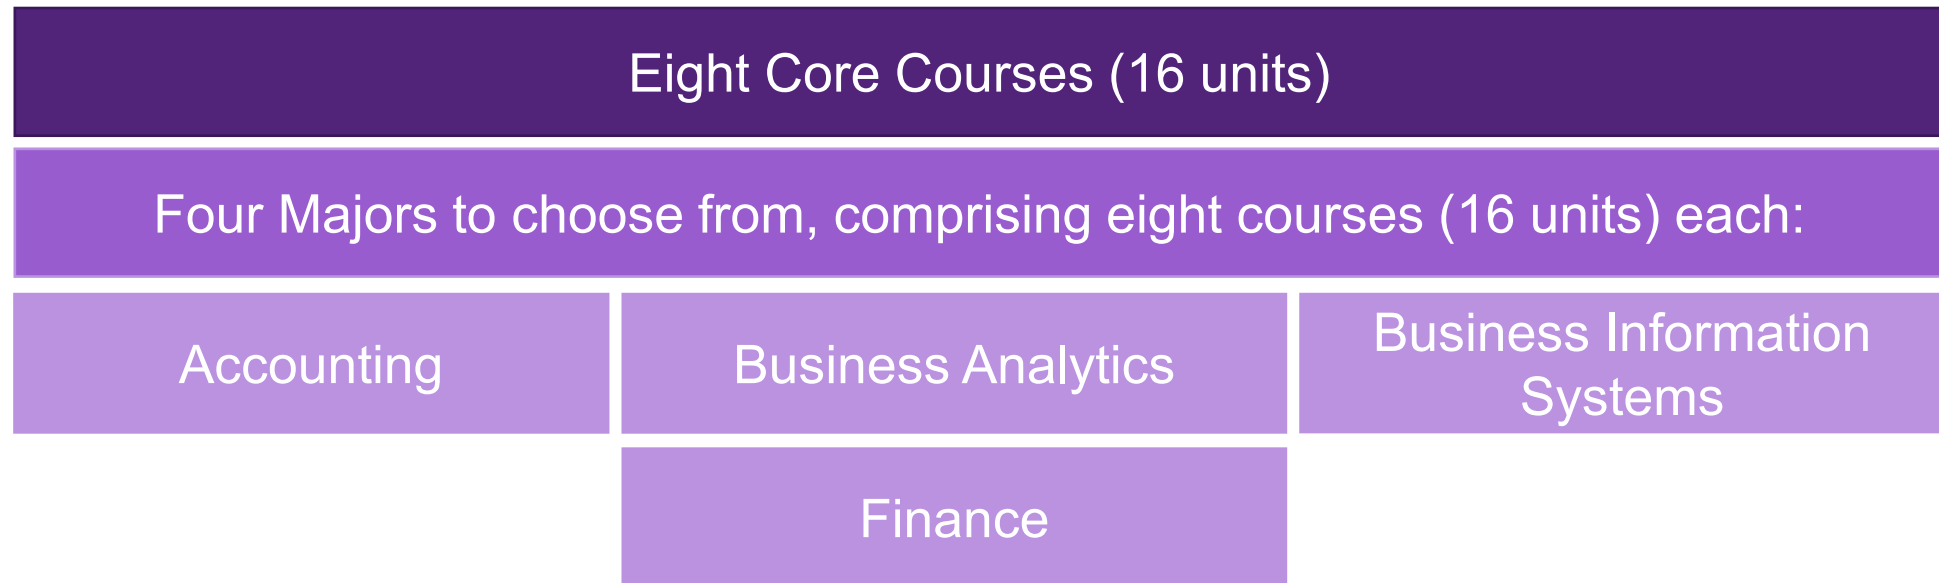 Eight Core Courses (16 units)
Four Majors to choose from, comprising eight courses (16 units) each:
Accounting
Business Analytics
Business Information
Systems
Finance